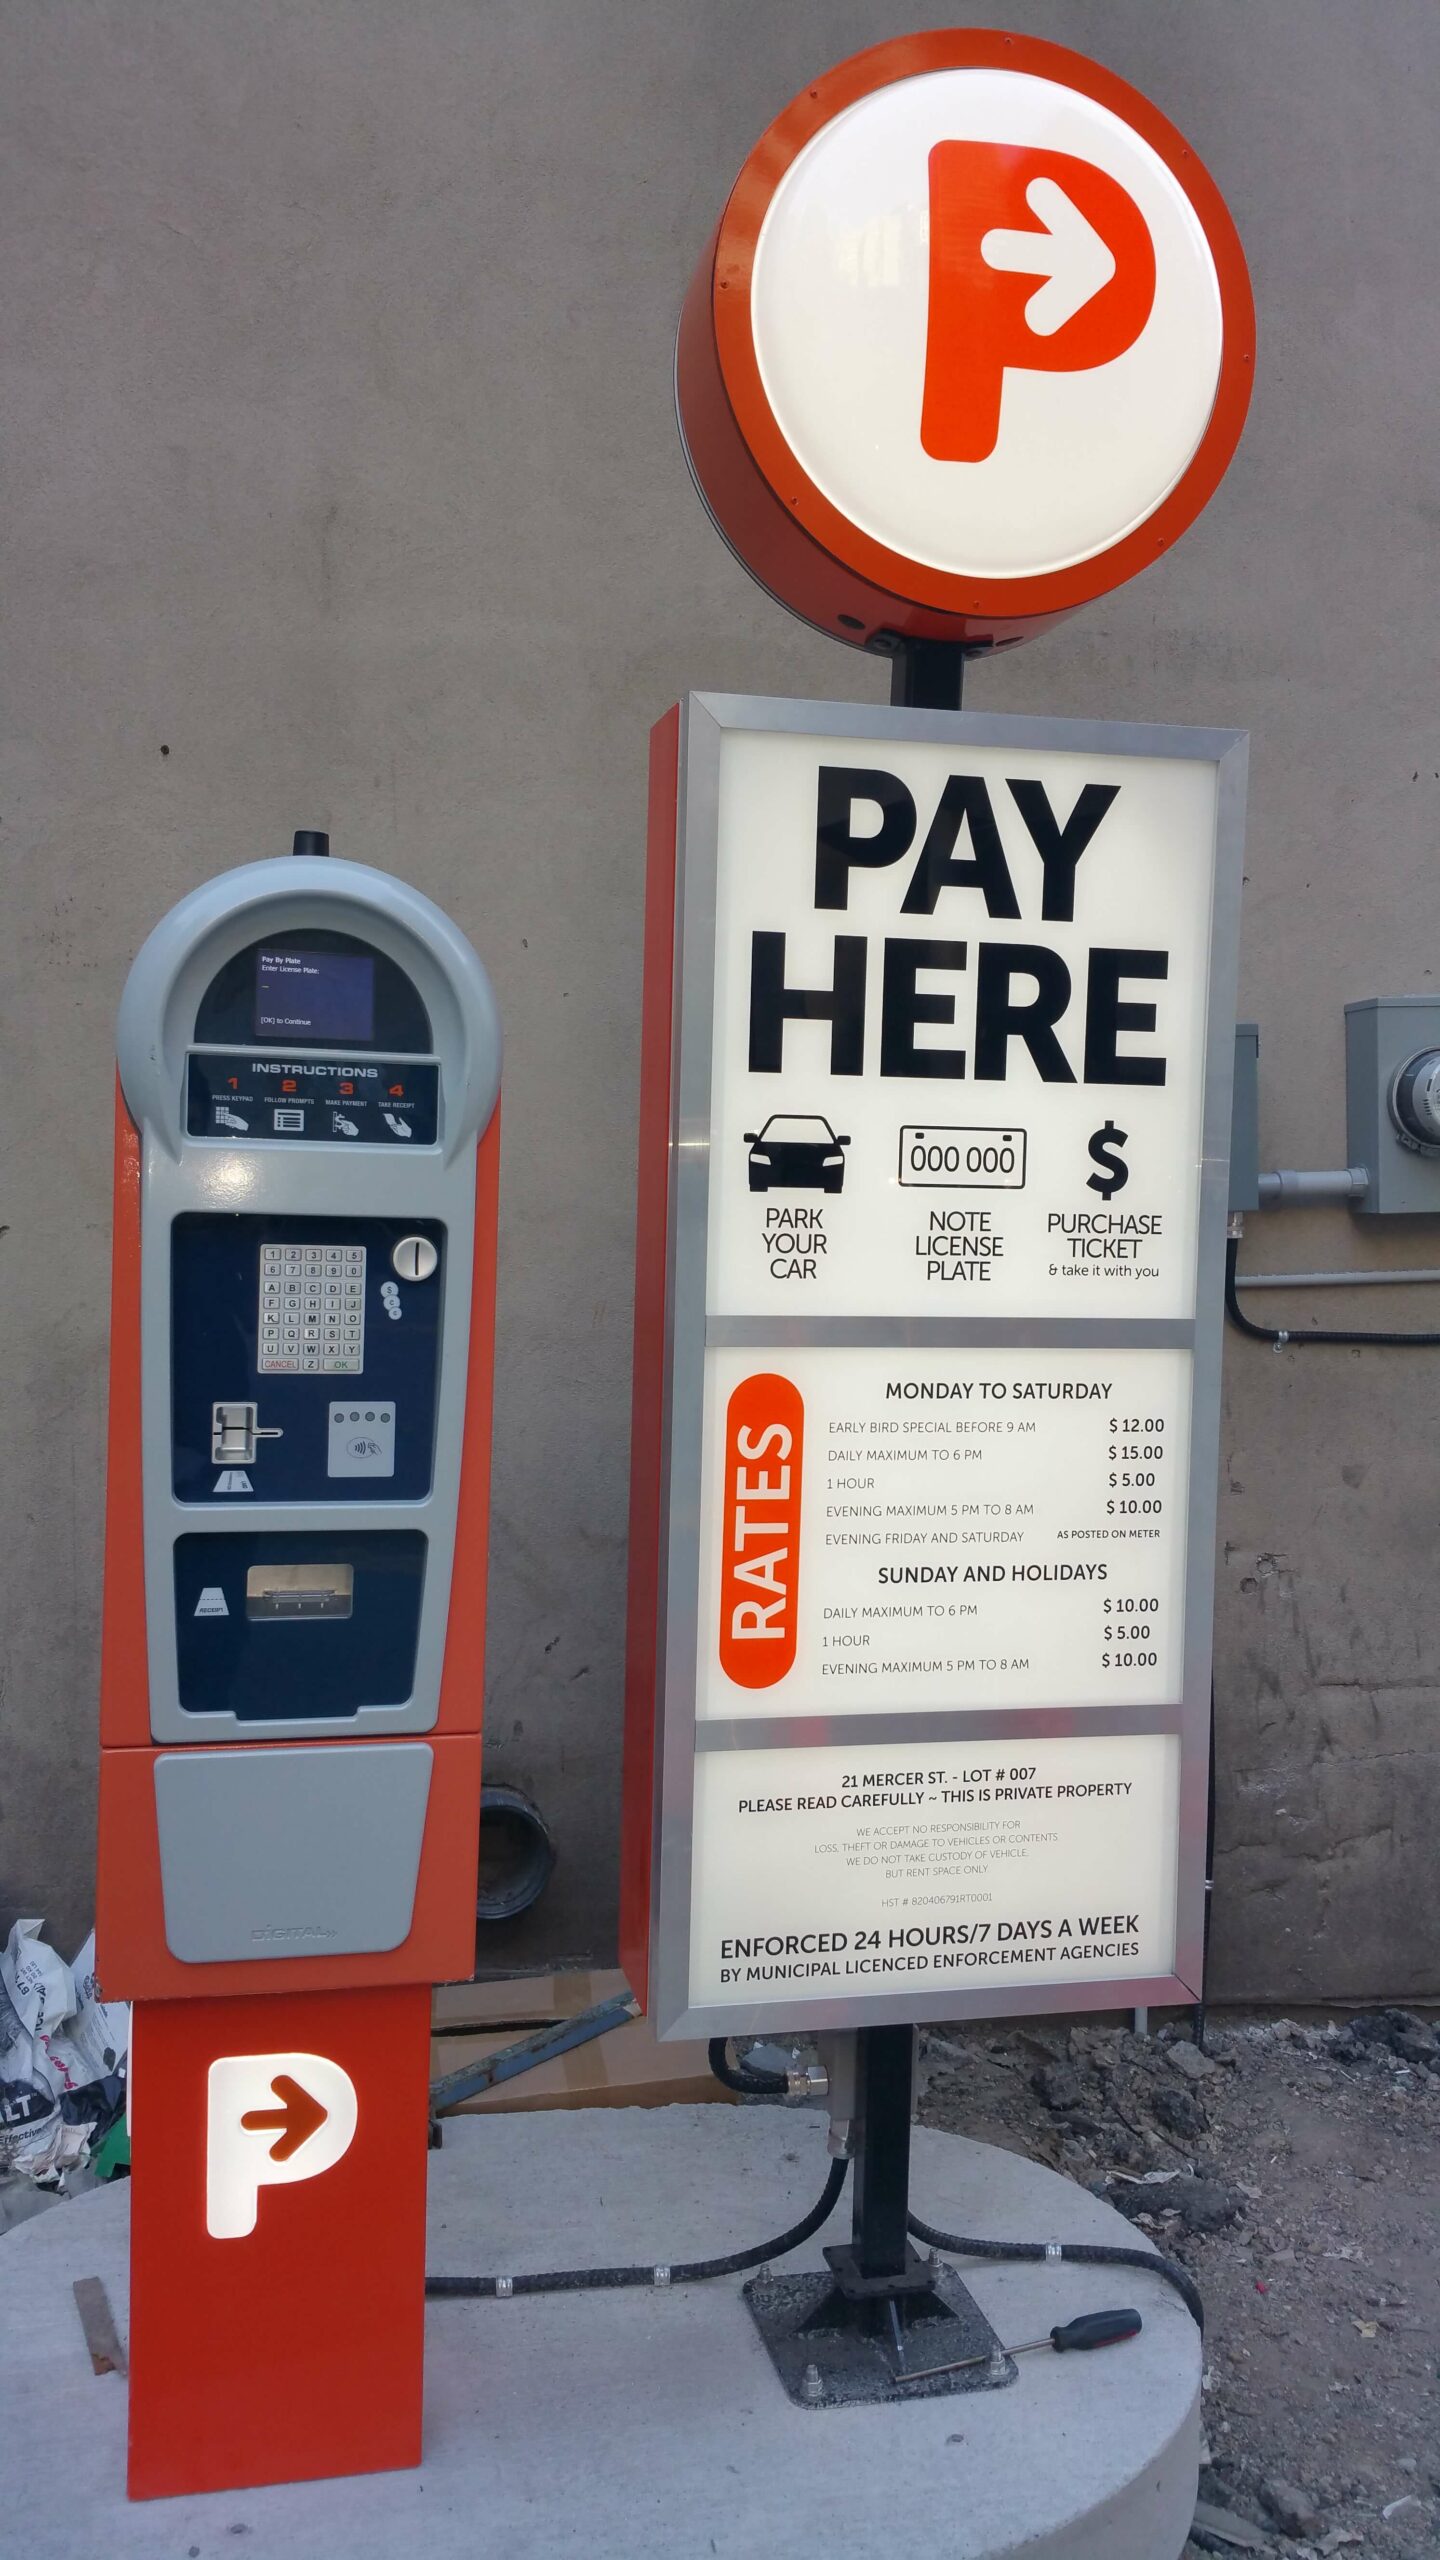 P
PAY
HERE
000 000
$
PARK
YOUR
CAR
NOTE
LICENSE
PLATE
PURCHASE
TICKET
& take it with you
RATES
MONDAY TO SATURDAY
EARLY BIRD SPECIAL BEFORE 9 AM $ 12.00
DAILY MAXIMUM TO 6 PM $ 15.00
1 HOUR $ 5.00
EVENING MAXIMUM 5 PM TO 8 AM $ 10.00
EVENING FRIDAY AND SATURDAY AS POSTED ON METER
SUNDAY AND HOLIDAYS
DAILY MAXIMUM TO 6 PM $ 10.00
1 HOUR $ 5.00
EVENING MAXIMUM 5 PM TO 8 AM $ 10.00
21 MERCER ST. - LOT # 007
PLEASE READ CAREFULLY ~ THIS IS PRIVATE PROPERTY
WE ACCEPT NO RESPONSIBILITY FOR
LOSS, THEFT OR DAMAGE TO VEHICLES OR CONTENTS.
WE DO NOT TAKE CUSTODY OF VEHICLE,
BUT RENT SPACE ONLY.
HST # 820406791RT0001
ENFORCED 24 HOURS/7 DAYS A WEEK
BY MUNICIPAL LICENCED ENFORCEMENT AGENCIES
Pay By Plate
Enter License Plate:
[OK] to Continue
INSTRUCTIONS
1 2 3 4
PRESS KEYPAD FOLLOW PROMPTS MAKE PAYMENT TAKE RECEIPT
1 2 3 4 5
6 7 8 9 0
A B C D E
F G H I J
K L M N O
P Q R S T
U V W X Y
CANCEL Z OK
RECEIPT
DIGITAL
P